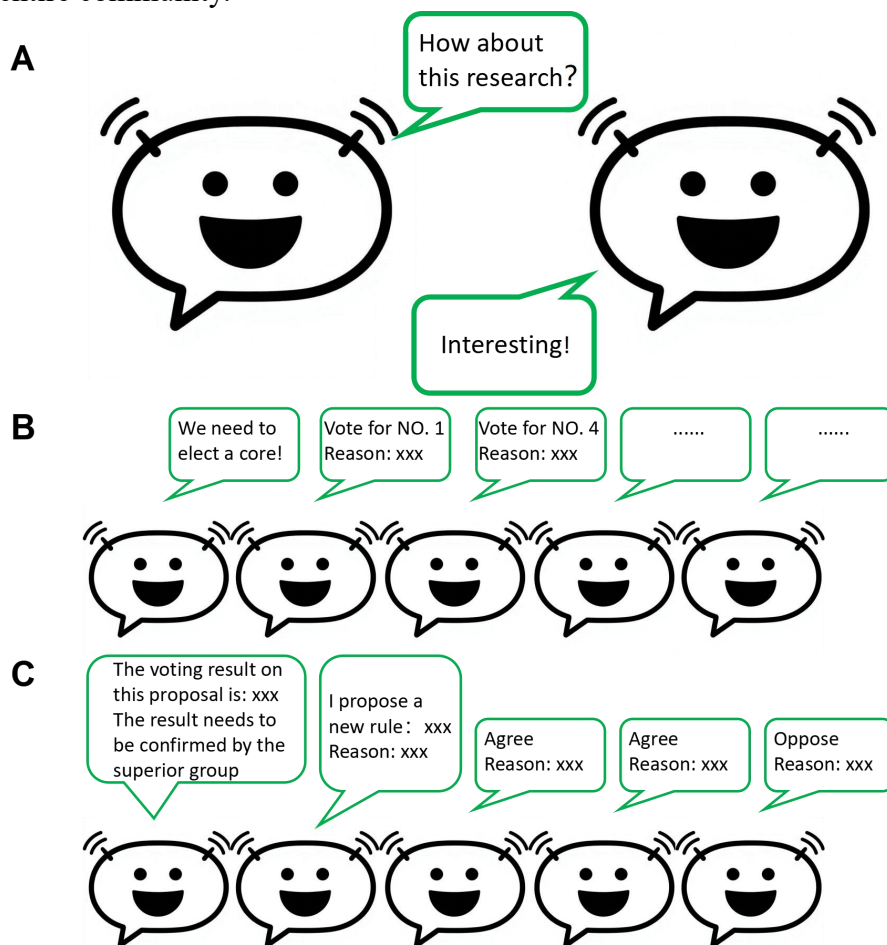 A
How about
this research?
Interesting!
B
We need to
elect a core!
Vote for NO. 1
Reason: xxx
Vote for NO. 4
Reason: xxx
......
......
C
The voting result on
this proposal is: xxx
The result needs to
be confirmed by the
superior group
I propose a
new rule: xxx
Reason: xxx
Agree
Reason: xxx
Agree
Reason: xxx
Oppose
Reason: xxx